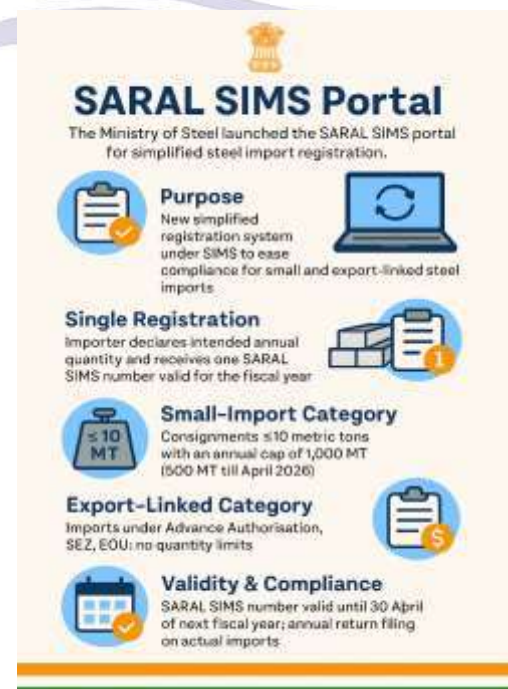 SARAL SIMS Portal
The Ministry of Steel launched the SARAL SIMS portal
for simplified steel import registration.
Purpose
New simplified
registration system
under SIMS to ease
compliance for small and export-linked steel
imports
Single Registration
Importer declares intended annual
quantity and receives one SARAL
SIMS number valid for the fiscal year
1
≤ 10
MT
Small-Import Category
Consignments ≤10 metric tons
with an annual cap of 1,000 MT
(500 MT till April 2026)
Export-Linked Category
Imports under Advance Authorisation,
SEZ, EOU: no quantity limits
$
Validity & Compliance
SARAL SIMS number valid until 30 April
of next fiscal year; annual return filing
on actual imports